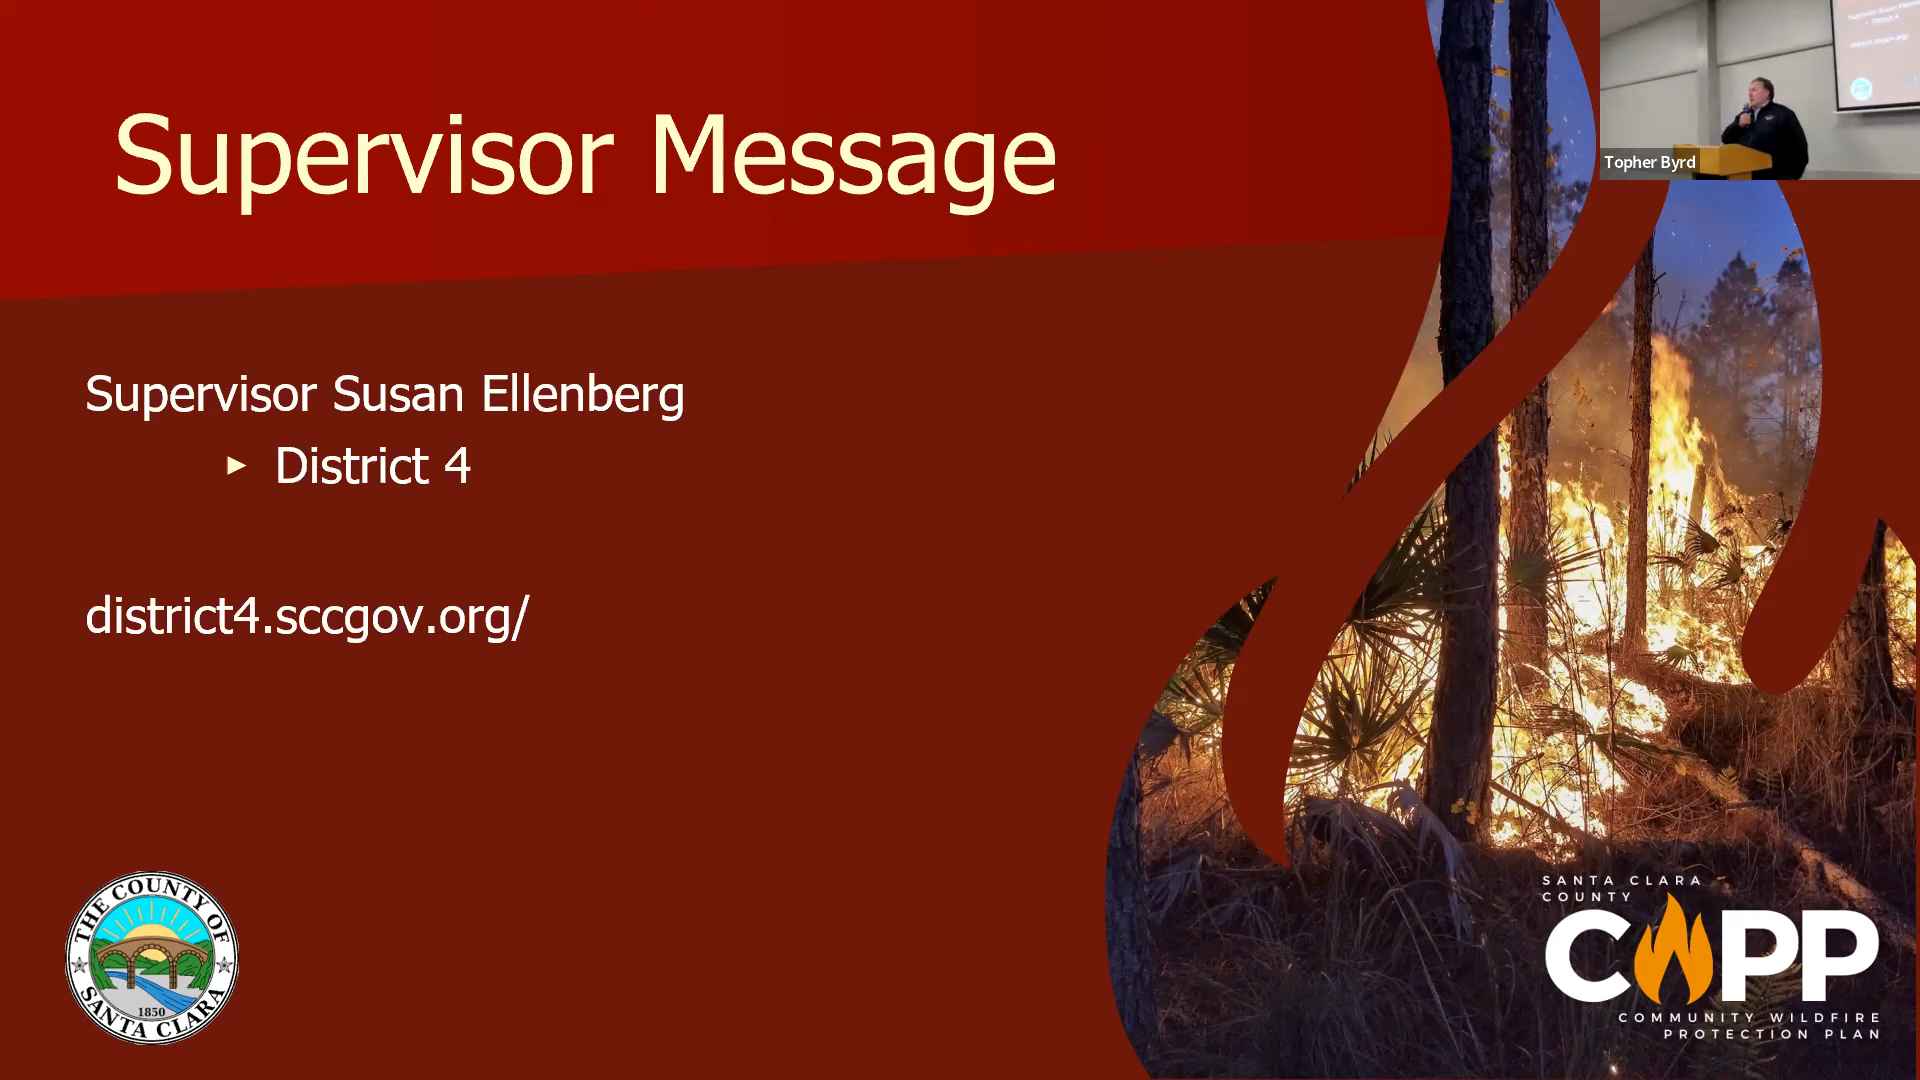 Supervisor Message
Topher Byrd
Supervisor Susan Ellenberg
District 4
district4.sccgov.org/
THE COUNTY OF
SANTA CLARA
1850
SANTA CLARA
COUNTY
CWPP
COMMUNITY WILDFIRE
PROTECTION PLAN